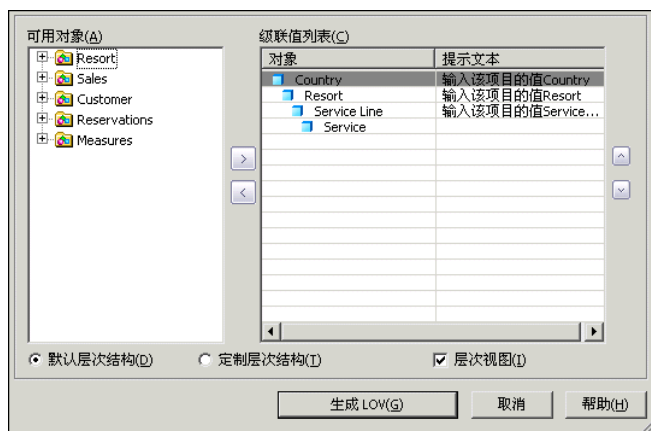 可用对象(A)
级联值列表(C)
Resort
Sales
Customer
Reservations
Measures
对象 提示文本
Country 输入该项目的值Country
Resort 输入该项目的值Resort
Service Line 输入该项目的值Service...
Service
默认层次结构(D) 定制层次结构(T) 层次视图(I)
生成 LOV(G) 取消 帮助(H)